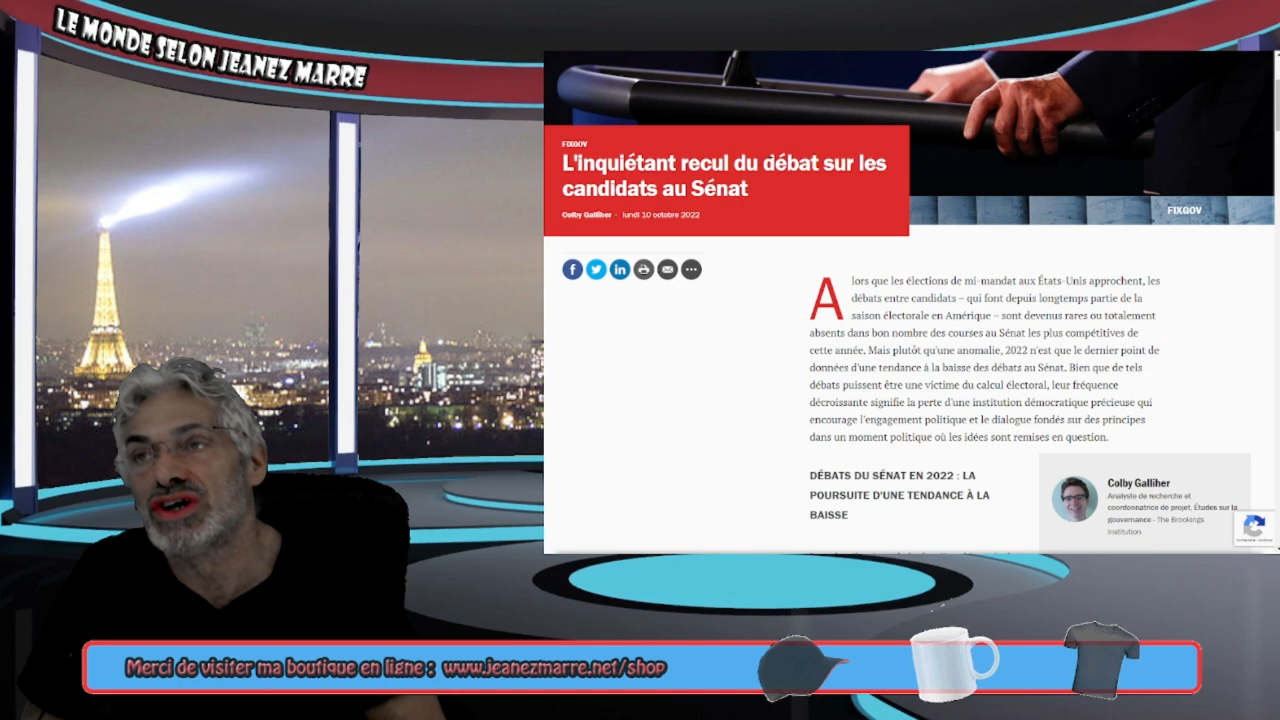 LE MONDE SELON JEANEZ MARRE
FIXGOV
L'inquiétant recul du débat sur les
candidats au Sénat
Colby Galliher - lundi 10 octobre 2022
FIXGOV
Alors que les élections de mi-mandat aux États-Unis approchent, les
débats entre candidats – qui font depuis longtemps partie de la
saison électorale en Amérique – sont devenus rares ou totalement
absents dans bon nombre des courses au Sénat les plus compétitives de
cette année. Mais plutôt qu'une anomalie, 2022 n'est que le dernier point de
données d'une tendance à la baisse des débats au Sénat. Bien que de tels
débats puissent être une victime du calcul électoral, leur fréquence
décroissante signifie la perte d'une institution démocratique précieuse qui
encourage l'engagement politique et le dialogue fondés sur des principes
dans un moment politique où les idées sont remises en question.
DÉBATS DU SÉNAT EN 2022 : LA
POURSUITE D'UNE TENDANCE À LA
BAISSE
Colby Galliher
Analyste de recherche et
coordonnatrice de projet, Études sur la
gouvernance - The Brookings
Institution
Merci de visiter ma boutique en ligne : www.jeanezmarre.net/shop